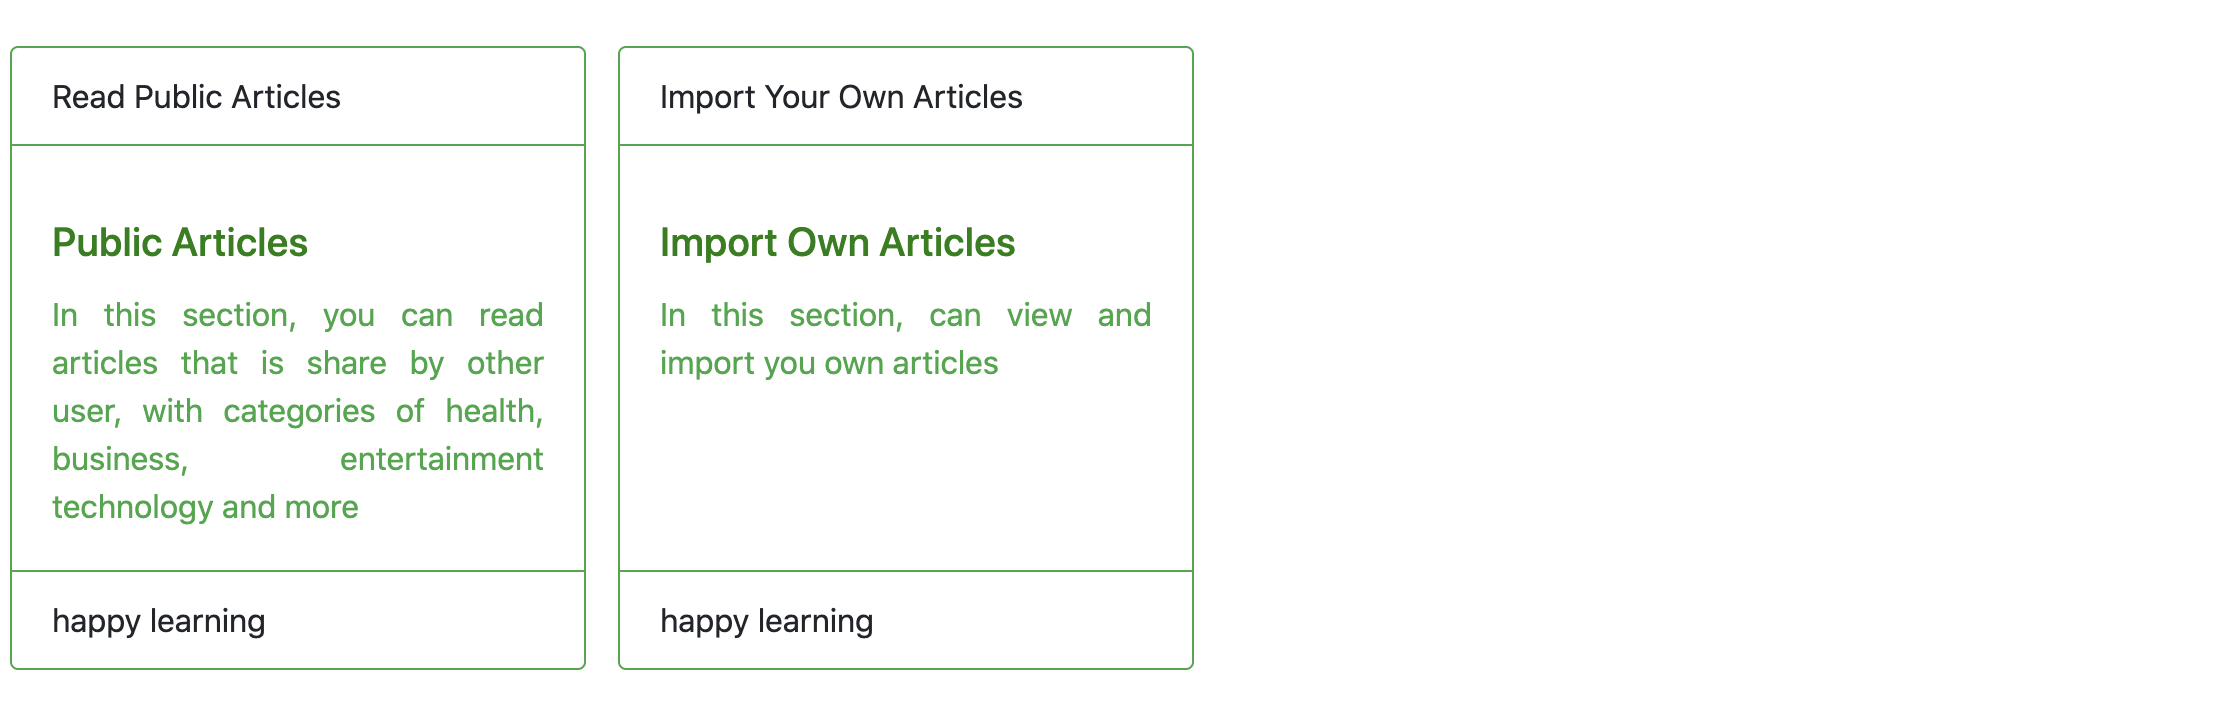 Read Public Articles
Public Articles
In this section, you can read
articles that is share by other
user, with categories of health,
business, entertainment
technology and more
happy learning
Import Your Own Articles
Import Own Articles
In this section, can view and
import you own articles
happy learning